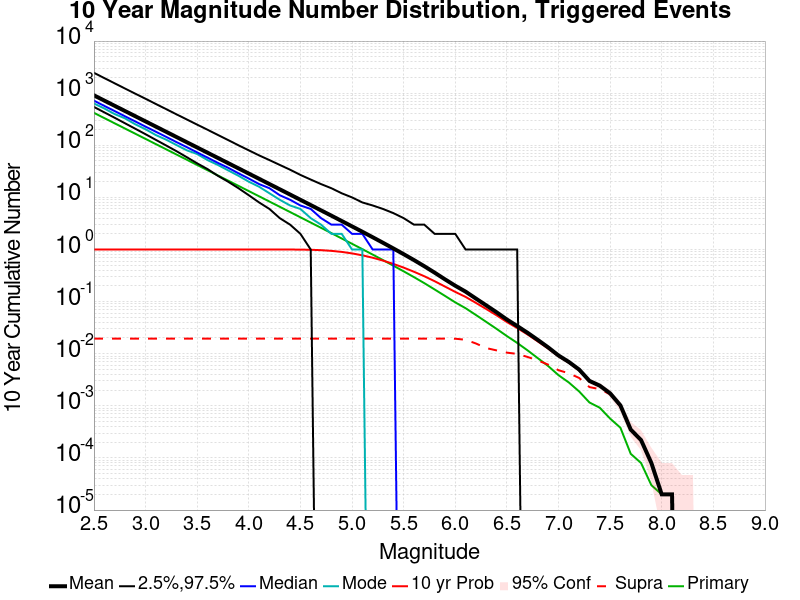 10 Year Magnitude Number Distribution, Triggered Events
10 Year Cumulative Number
10^4
10^3
10^2
10^1
10^0
10^-1
10^-2
10^-3
10^-4
10^-5
2.5 3.0 3.5 4.0 4.5 5.0 5.5 6.0 6.5 7.0 7.5 8.0 8.5 9.0
Magnitude
Mean 2.5%,97.5% Median Mode 10 yr Prob 95% Conf Supra Primary